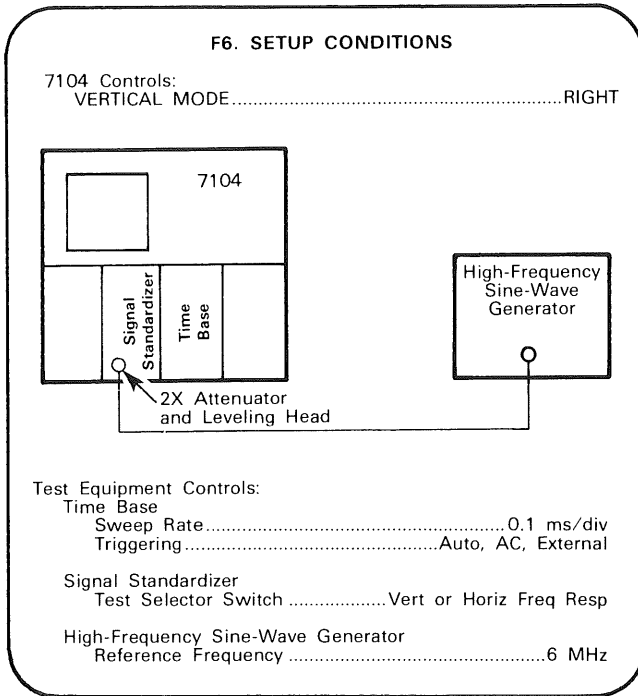 F6. SETUP CONDITIONS
7104 Controls:
VERTICAL MODE............................................................RIGHT
7104
Signal
Standardizer
Time
Base
High-Frequency
Sine-Wave
Generator
2X Attenuator
and Leveling Head
Test Equipment Controls:
Time Base
Sweep Rate......................................................0.1 ms/div
Triggering..............................................Auto, AC, External
Signal Standardizer
Test Selector Switch ..................Vert or Horiz Freq Resp
High-Frequency Sine-Wave Generator
Reference Frequency ..............................................6 MHz